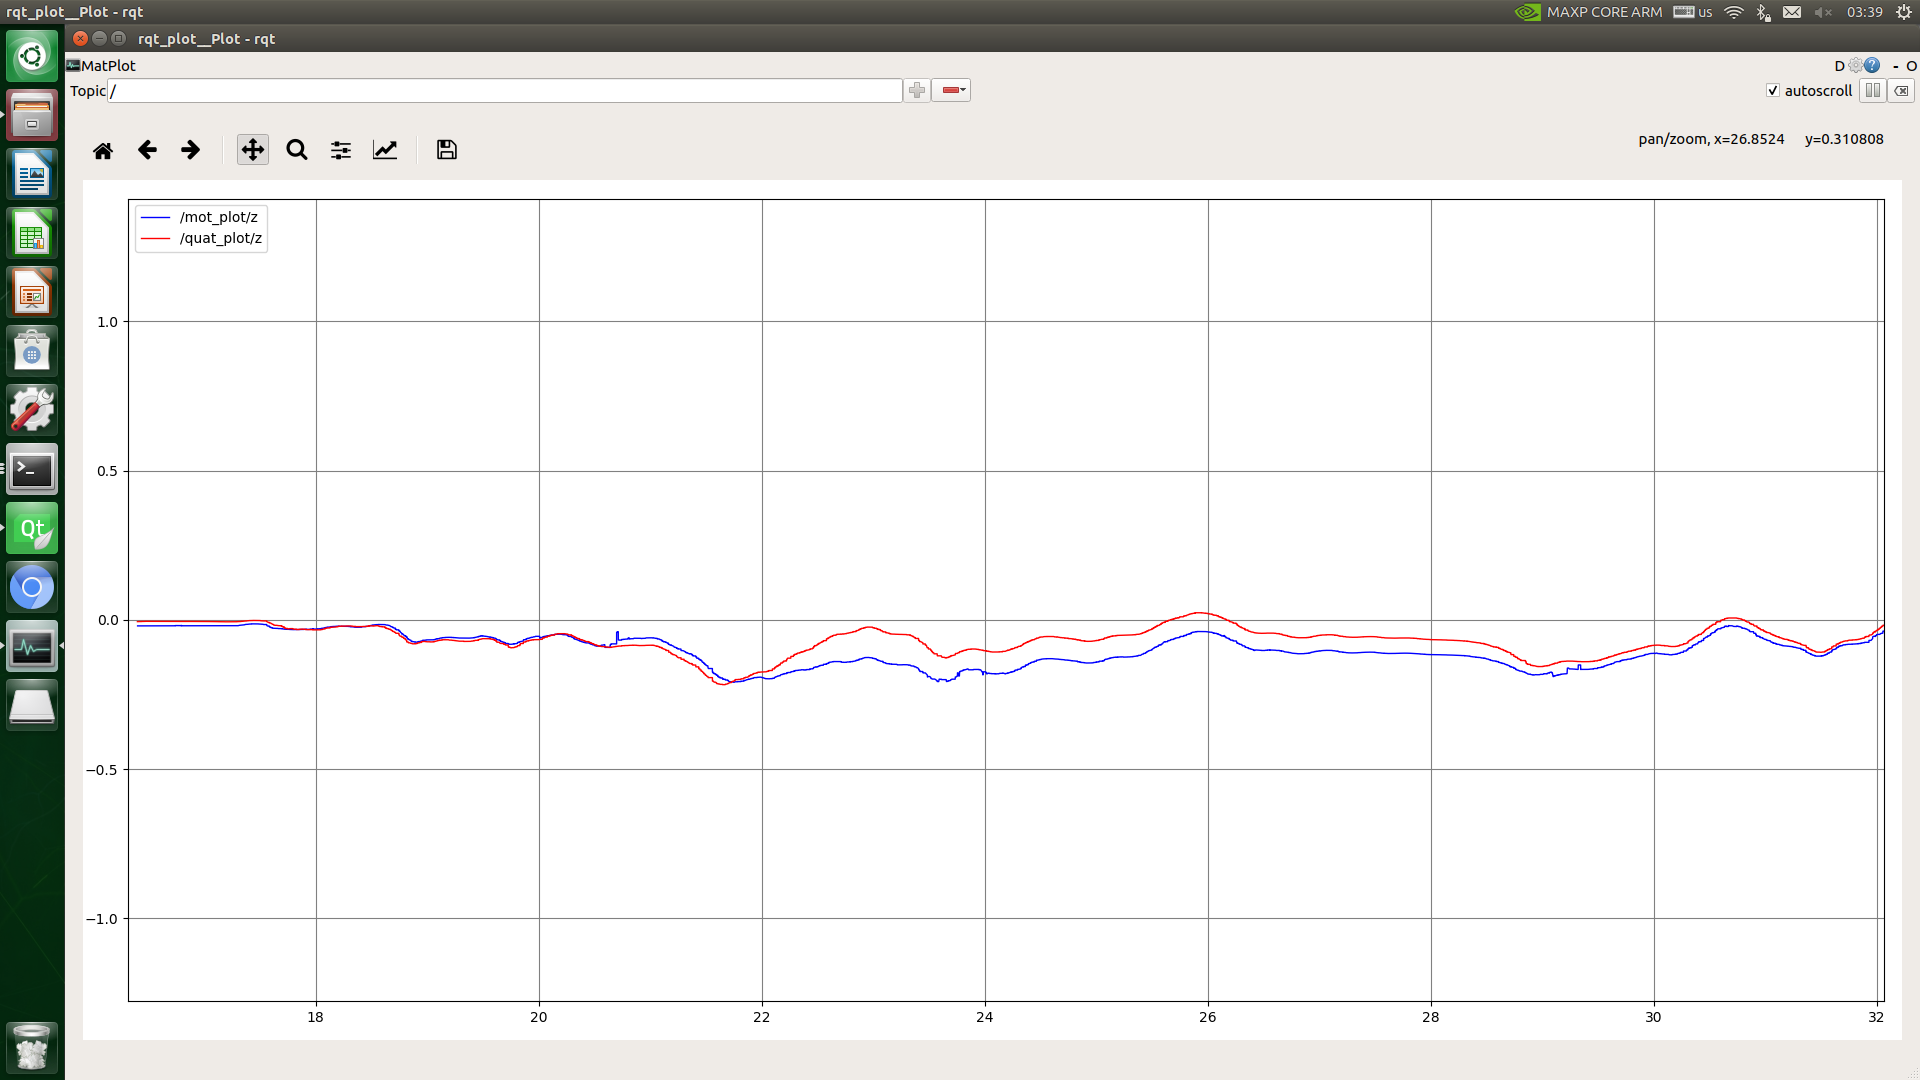 rqt_plot__Plot - rqt
MAXP CORE ARM us 03:39
rqt_plot__Plot - rqt
MatPlot
D ? - O
Topic /
autoscroll
pan/zoom, x=26.8524 y=0.310808
/mot_plot/z
/quat_plot/z
1.0
0.5
0.0
−0.5
−1.0
18 20 22 24 26 28 30 32
>_
Qt